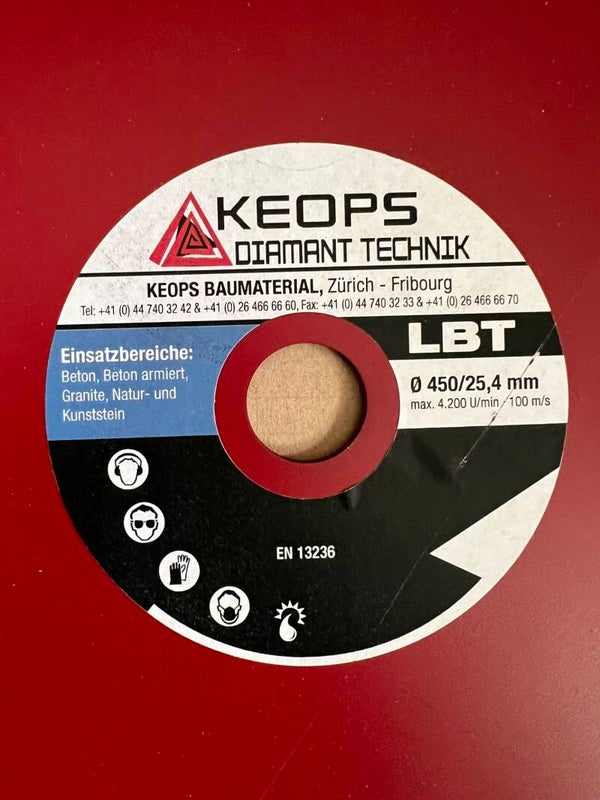 KEOPS
DIAMANT TECHNIK
KEOPS BAUMATERIAL, Zürich - Fribourg
Tel: +41 (0) 44 740 32 42 & +41 (0) 26 466 66 60, Fax: +41 (0) 44 740 32 33 & +41 (0) 26 466 66 70
LBT
Einsatzbereiche:
Beton, Beton armiert,
Granite, Natur- und
Kunststein
Ø 450/25,4 mm
max. 4.200 U/min - 100 m/s
EN 13236